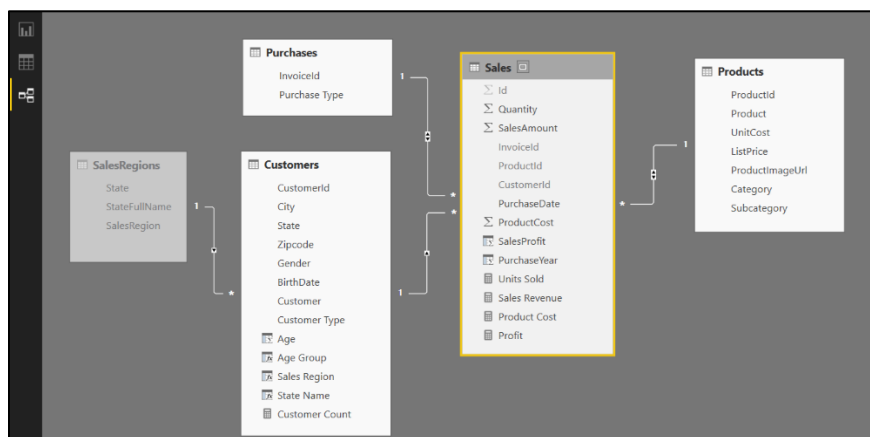 Purchases
InvoiceId
Purchase Type
1
*
SalesRegions
State
StateFullName
SalesRegion
1
*
Customers
CustomerId
City
State
Zipcode
Gender
BirthDate
Customer
Customer Type
Age
Age Group
Sales Region
State Name
Customer Count
1
*
Sales
Σ Id
Σ Quantity
Σ SalesAmount
InvoiceId
ProductId
CustomerId
PurchaseDate
Σ ProductCost
SalesProfit
PurchaseYear
Units Sold
Sales Revenue
Product Cost
Profit
*
1
Products
ProductId
Product
UnitCost
ListPrice
ProductImageUrl
Category
Subcategory